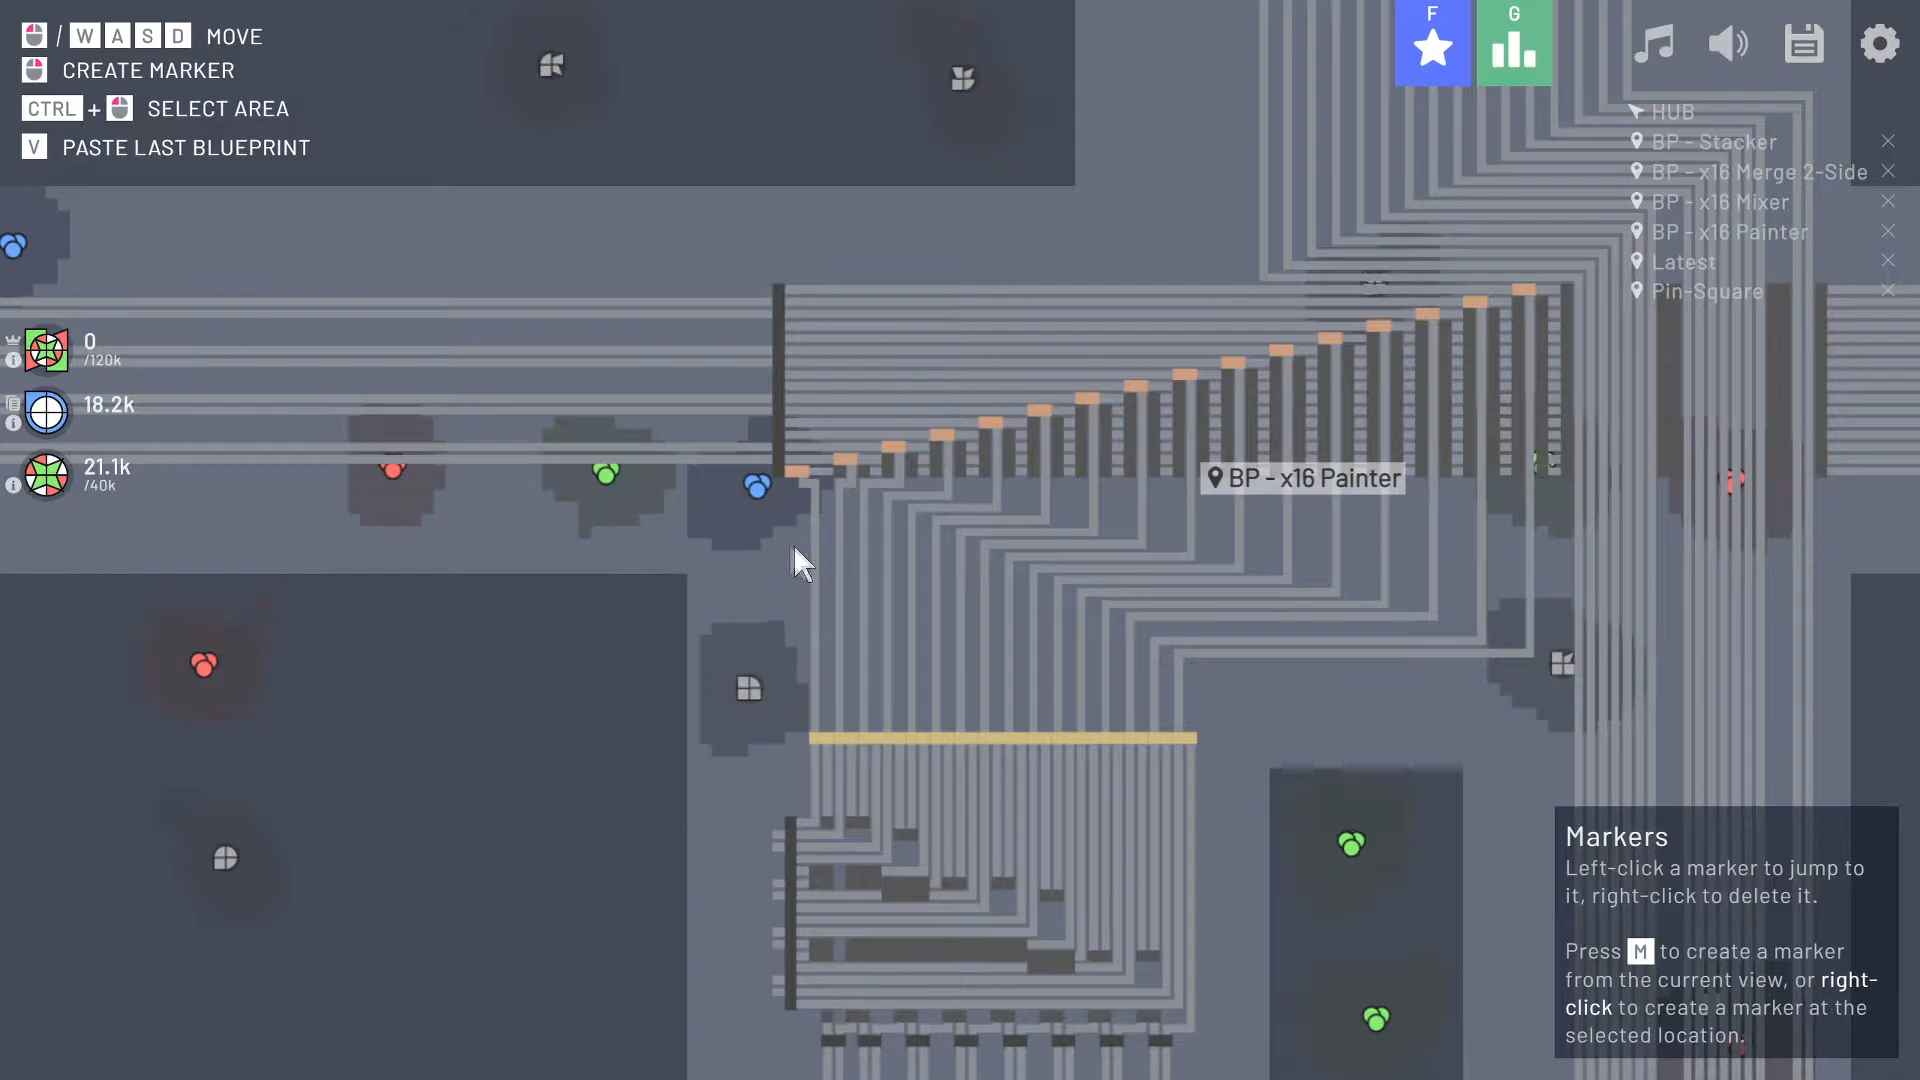 / W A S D MOVE
CREATE MARKER
CTRL + SELECT AREA
V PASTE LAST BLUEPRINT
F
G
HUB
BP - Stacker
BP - x16 Merge 2-Side
BP - x16 Mixer
BP - x16 Painter
Latest
Pin-Square
0
/120k
18.2k
21.1k
/40k
BP - x16 Painter
Markers
Left-click a marker to jump to
it, right-click to delete it.
Press M to create a marker
from the current view, or right-
click to create a marker at the
selected location.